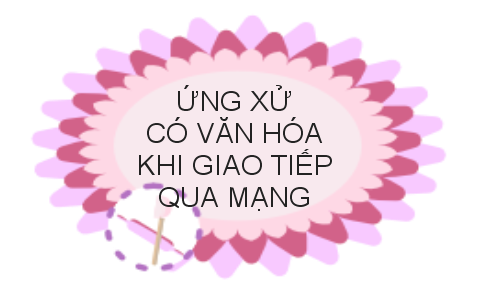 ỨNG XỬ
CÓ VĂN HÓA
KHI GIAO TIẾP
QUA MẠNG